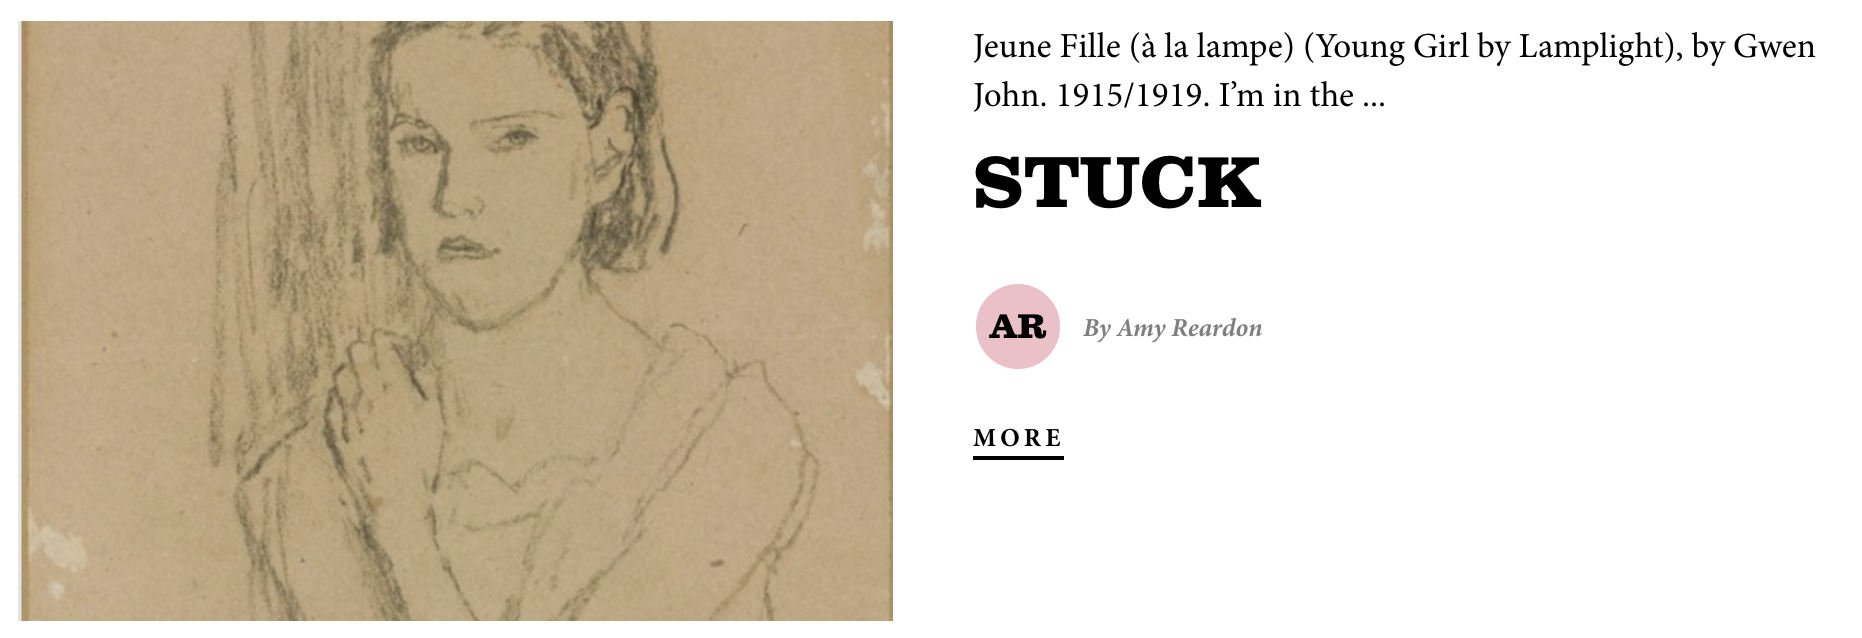 Jeune Fille (à la lampe) (Young Girl by Lamplight), by Gwen
John. 1915/1919. I’m in the ...
STUCK
AR
By Amy Reardon
MORE